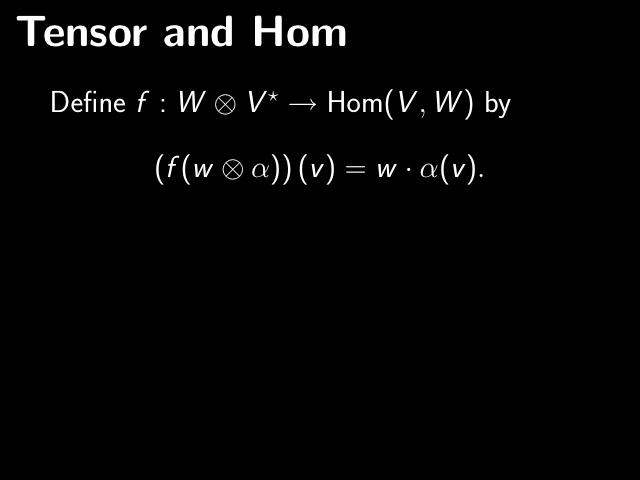 Tensor and Hom
Define f : W ⊗ V⋆ → Hom(V, W) by
(f(w ⊗ α)) (v) = w · α(v).